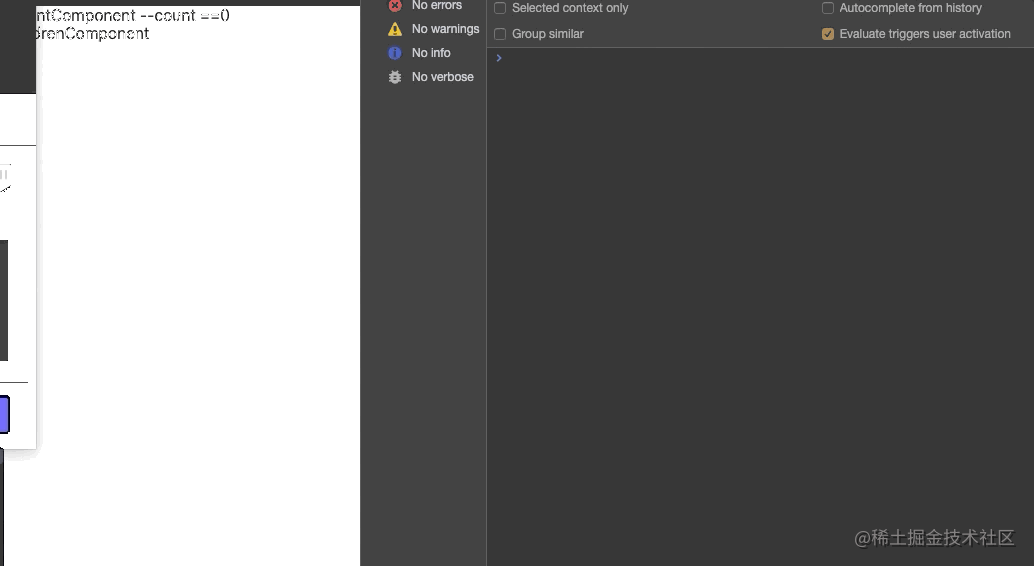 ntComponent --count ==0
drenComponent
No errors
No warnings
No info
No verbose
Selected context only
Group similar
Autocomplete from history
Evaluate triggers user activation
@稀土掘金技术社区